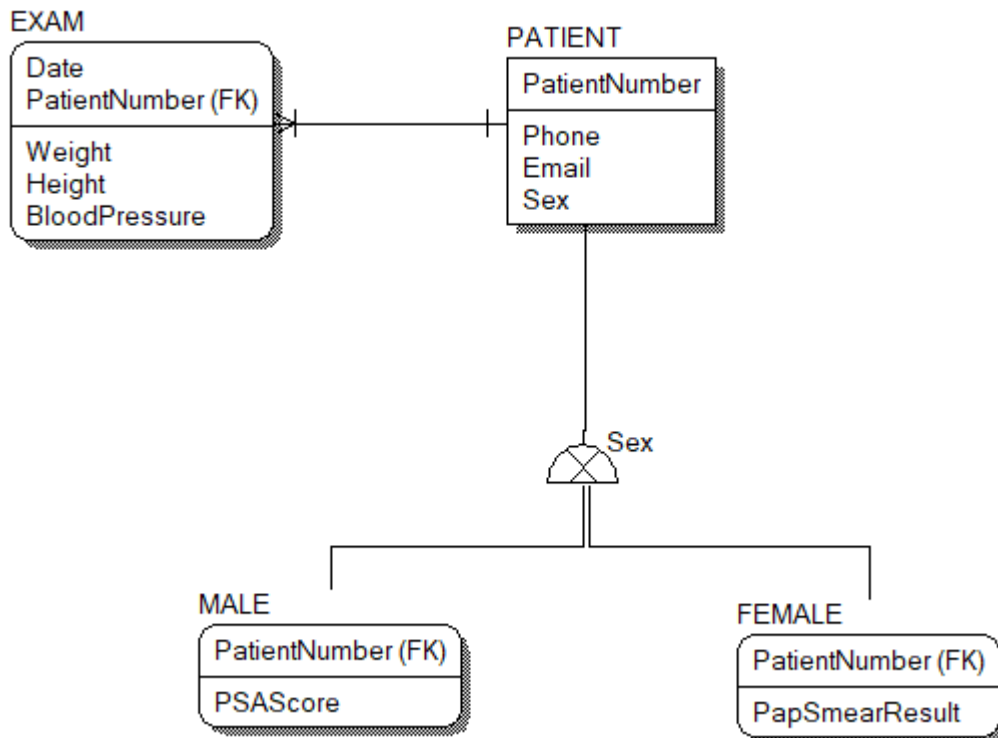 EXAM
Date
PatientNumber (FK)
Weight
Height
BloodPressure
PATIENT
PatientNumber
Phone
Email
Sex
Sex
MALE
PatientNumber (FK)
PSAScore
FEMALE
PatientNumber (FK)
PapSmearResult